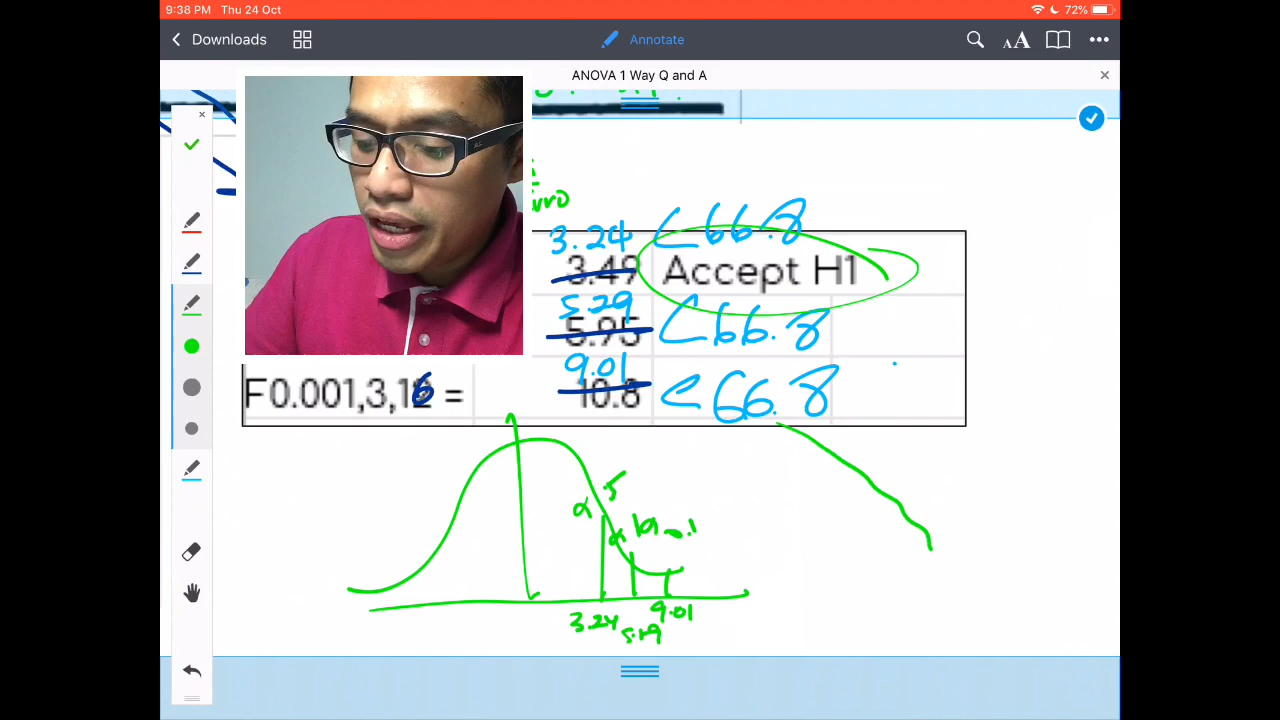 9:38 PM Thu 24 Oct 72%
Downloads Annotate AA
ANOVA 1 Way Q and A
3.24 < 66.8
3.49 Accept H1
5.29 < 66.8
5.95
9.01 < 66.8
F0.001,3,16 = 10.8
α .5
α
3.24 5.29 9.01